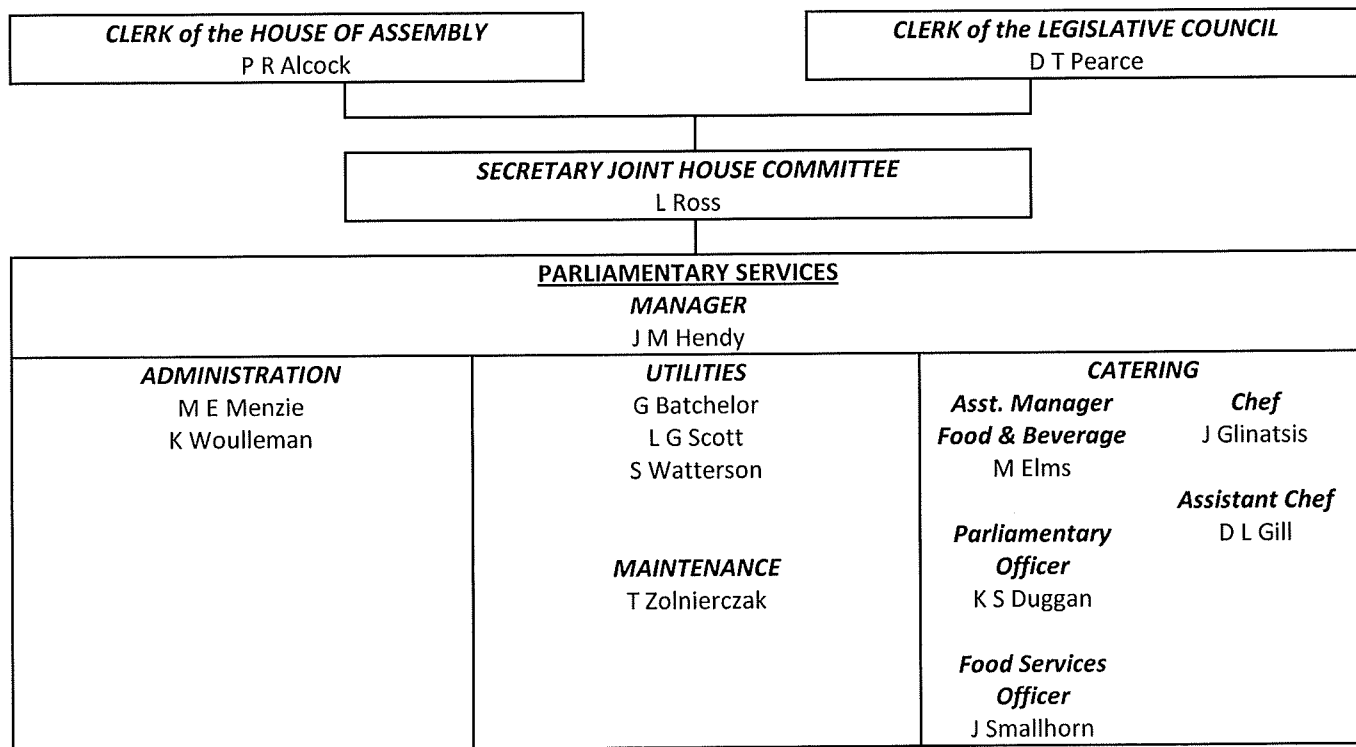 CLERK of the HOUSE OF ASSEMBLY
P R Alcock
CLERK of the LEGISLATIVE COUNCIL
D T Pearce
SECRETARY JOINT HOUSE COMMITTEE
L Ross
PARLIAMENTARY SERVICES
MANAGER
J M Hendy
ADMINISTRATION
M E Menzie
K Woulleman
UTILITIES
G Batchelor
L G Scott
S Watterson
MAINTENANCE
T Zolnierczak
CATERING
Asst. Manager
Food & Beverage
M Elms
Parliamentary
Officer
K S Duggan
Food Services
Officer
J Smallhorn
Chef
J Glinatsis
Assistant Chef
D L Gill